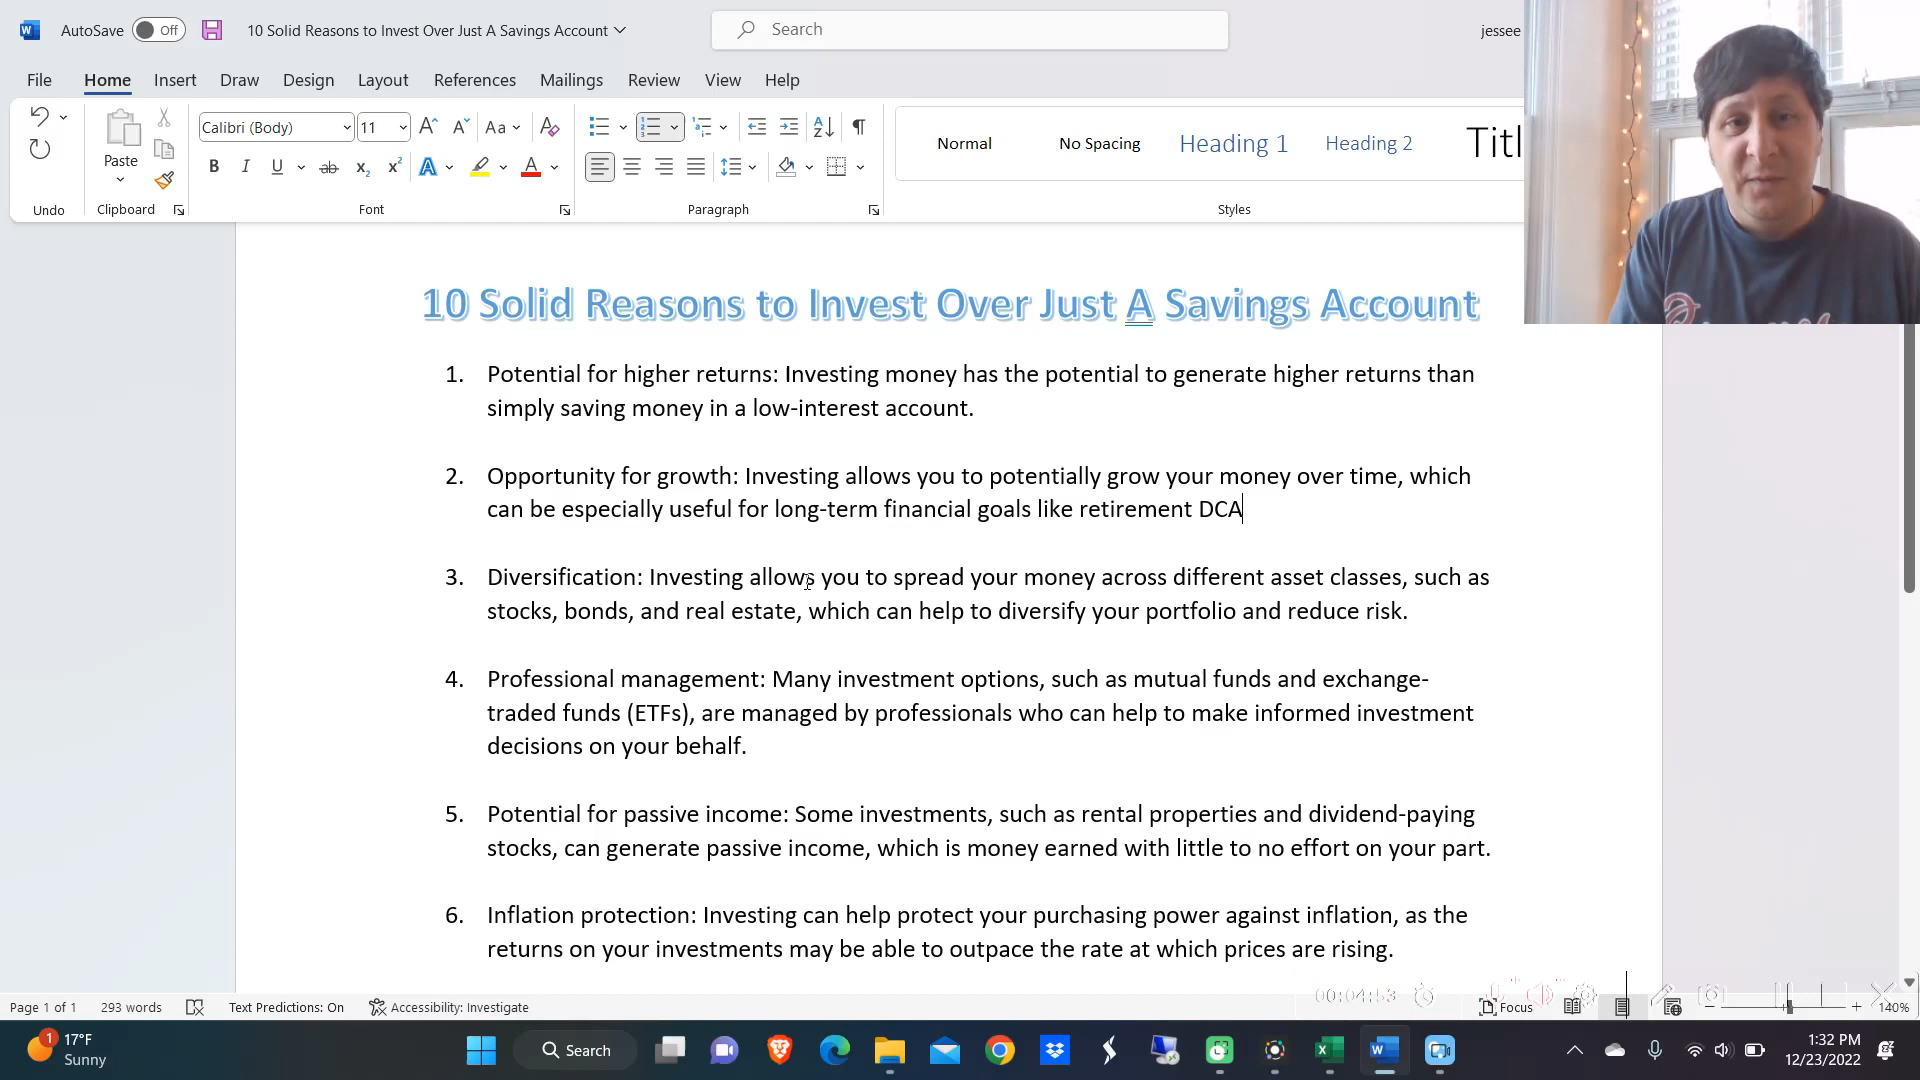 AutoSave Off 10 Solid Reasons to Invest Over Just A Savings Account Search jessee
File Home Insert Draw Design Layout References Mailings Review View Help
Calibri (Body) 11 Aa
Normal No Spacing Heading 1 Heading 2 Titl
Paste
B I U ab x2 x2 A A
Undo Clipboard Font Paragraph Styles
10 Solid Reasons to Invest Over Just A Savings Account
1. Potential for higher returns: Investing money has the potential to generate higher returns than
simply saving money in a low-interest account.
2. Opportunity for growth: Investing allows you to potentially grow your money over time, which
can be especially useful for long-term financial goals like retirement DCA
3. Diversification: Investing allows you to spread your money across different asset classes, such as
stocks, bonds, and real estate, which can help to diversify your portfolio and reduce risk.
4. Professional management: Many investment options, such as mutual funds and exchange-
traded funds (ETFs), are managed by professionals who can help to make informed investment
decisions on your behalf.
5. Potential for passive income: Some investments, such as rental properties and dividend-paying
stocks, can generate passive income, which is money earned with little to no effort on your part.
6. Inflation protection: Investing can help protect your purchasing power against inflation, as the
returns on your investments may be able to outpace the rate at which prices are rising.
00:04:53
Page 1 of 1 293 words Text Predictions: On Accessibility: Investigate Focus 140%
1 17°F
Sunny
Search
1:32 PM
12/23/2022